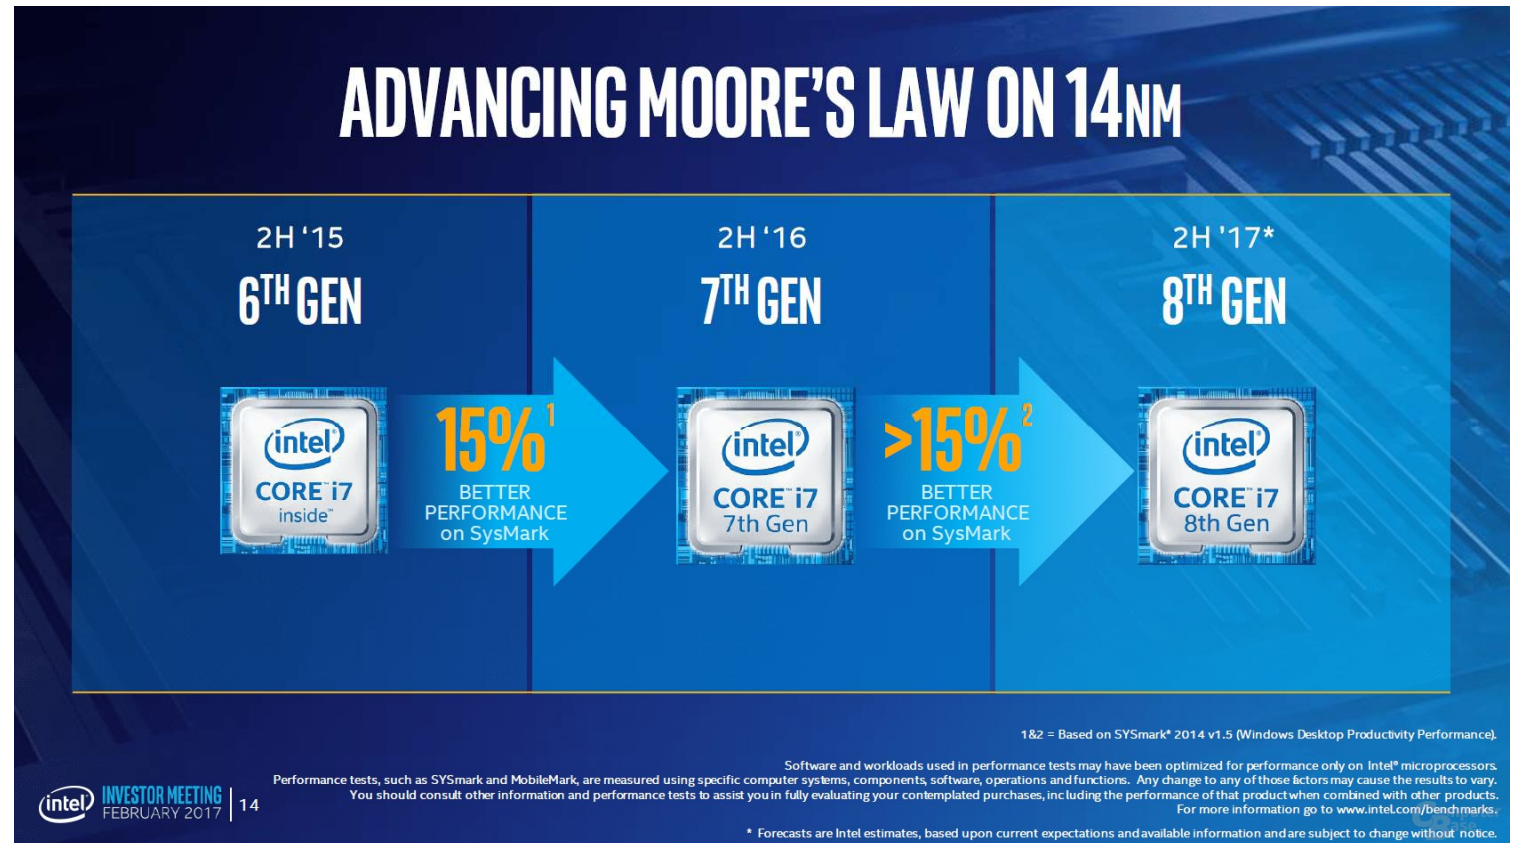 ADVANCING MOORE'S LAW ON 14NM
2H ‘15
6TH GEN
intel®
CORE™ i7
inside™
15%1
BETTER
PERFORMANCE
on SysMark
2H ‘16
7TH GEN
intel®
CORE™ i7
7th Gen
>15%2
BETTER
PERFORMANCE
on SysMark
2H '17*
8TH GEN
intel®
CORE™ i7
8th Gen
1&2 = Based on SYSmark* 2014 v1.5 (Windows Desktop Productivity Performance).
Software and workloads used in performance tests may have been optimized for performance only on Intel® microprocessors.
Performance tests, such as SYSmark and MobileMark, are measured using specific computer systems, components, software, operations and functions. Any change to any of those factors may cause the results to vary.
You should consult other information and performance tests to assist you in fully evaluating your contemplated purchases, including the performance of that product when combined with other products.
For more information go to www.intel.com/benchmarks.
* Forecasts are Intel estimates, based upon current expectations and available information and are subject to change without notice.
intel
INVESTOR MEETING
FEBRUARY 2017
14
ComputerBase